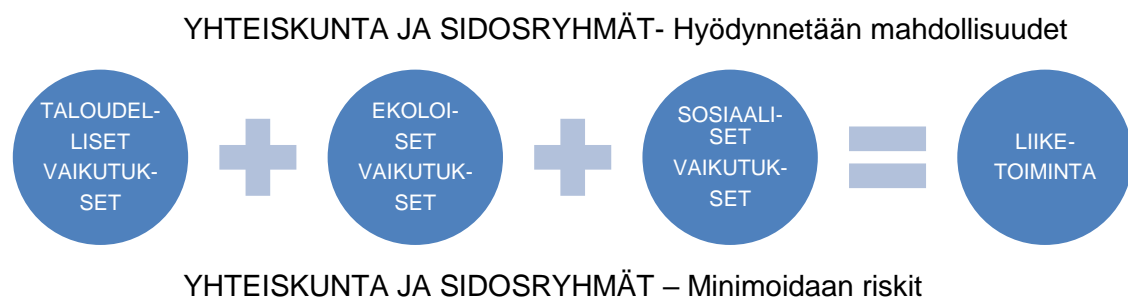 YHTEISKUNTA JA SIDOSRYHMÄT- Hyödynnetään mahdollisuudet
TALOUDEL-
LISET
VAIKUTUK-
SET
EKOLOI-
SET
VAIKUTUK-
SET
SOSIAALI-
SET
VAIKUTUK-
SET
LIIKE-
TOIMINTA
YHTEISKUNTA JA SIDOSRYHMÄT – Minimoidaan riskit